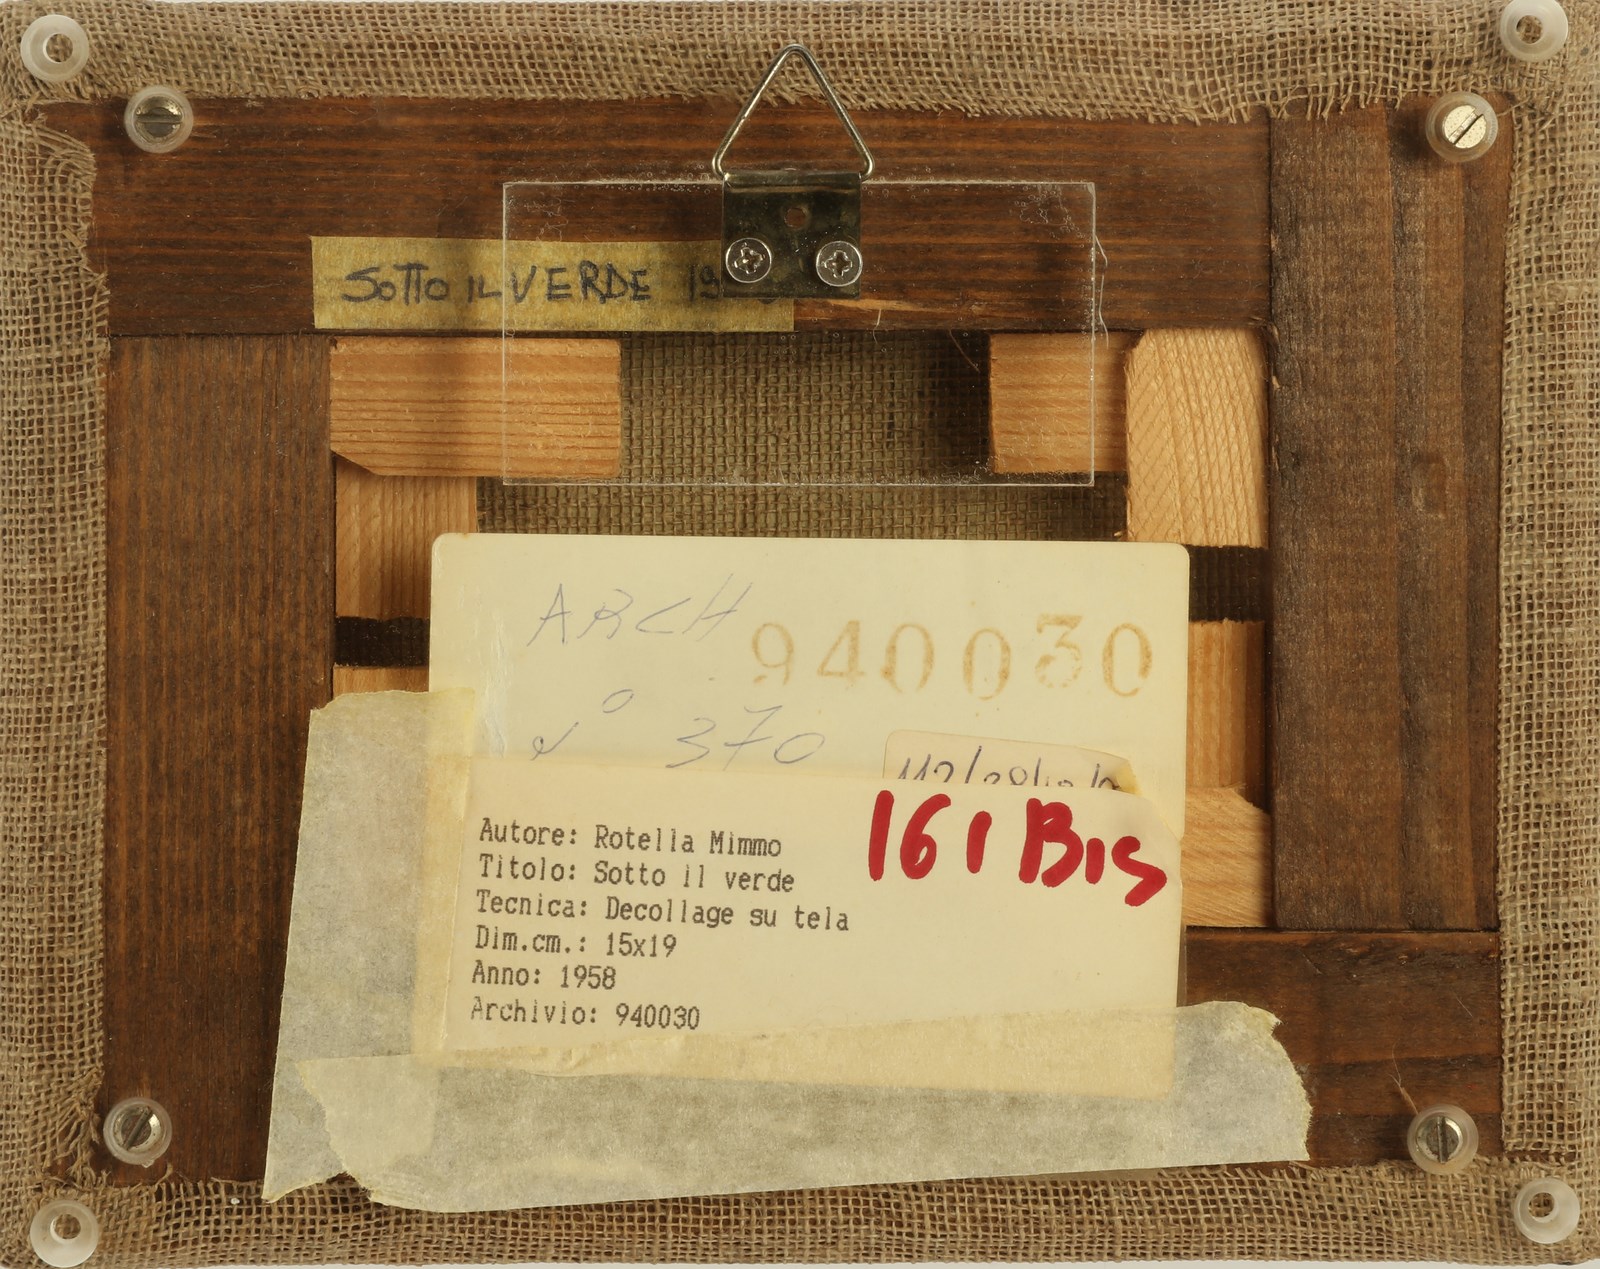 SOTTO IL VERDE
ARCH 940030
370
161 BIS
Autore: Rotella Mimmo
Titolo: Sotto il verde
Tecnica: Decollage su tela
Dim.cm.: 15x19
Anno: 1958
Archivio: 940030